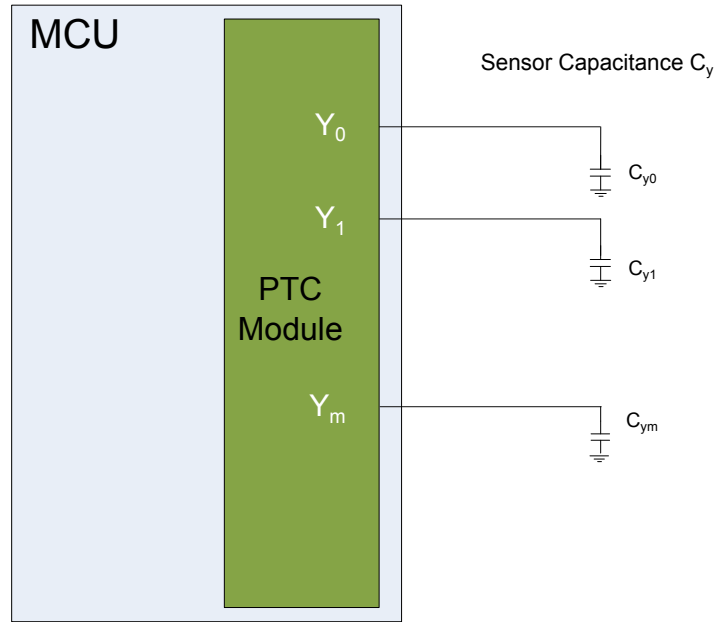 MCU
Sensor Capacitance Cy
Y0
Cy0
Y1
Cy1
PTC
Module
Ym
Cym